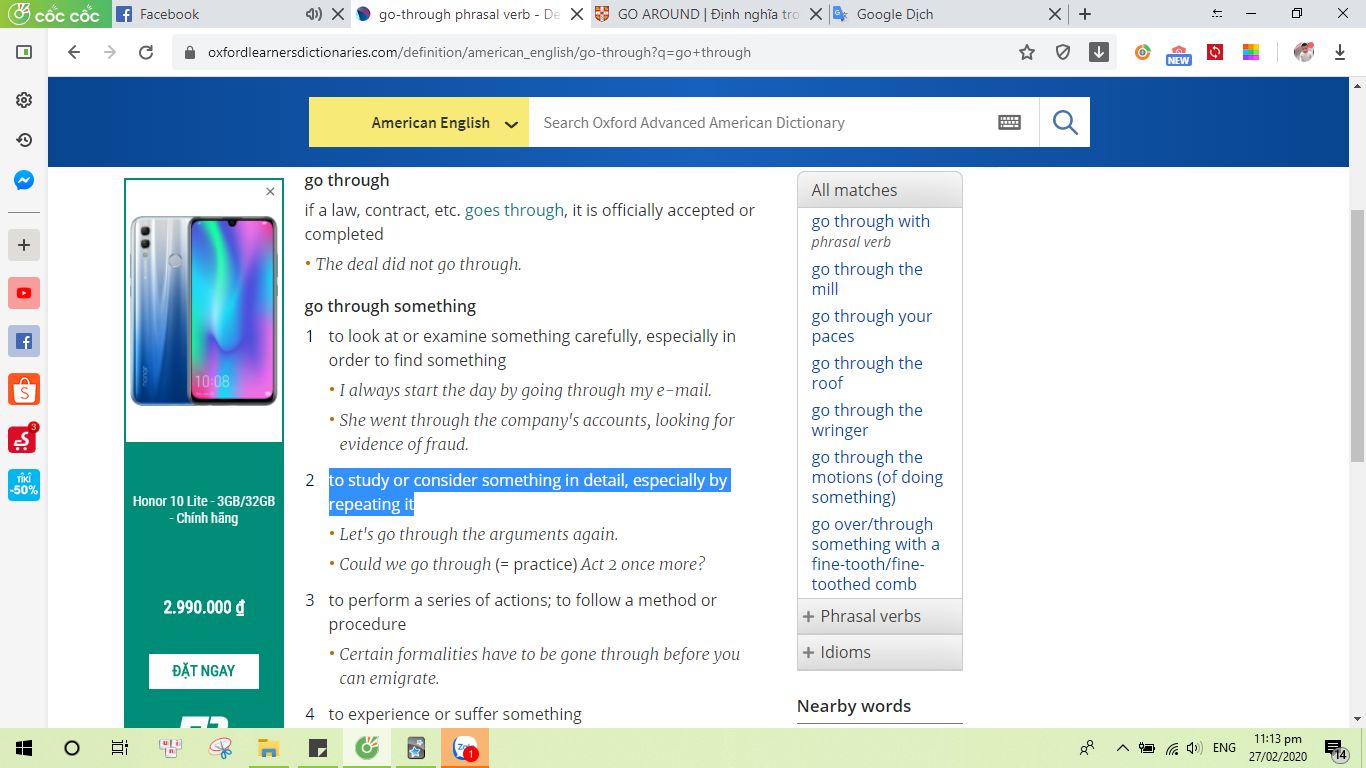 cốc cốc
Facebook
go-through phrasal verb - De
GO AROUND | Định nghĩa tro
Google Dịch
oxfordlearnersdictionaries.com/definition/american_english/go-through?q=go+through
NEW
American English
Search Oxford Advanced American Dictionary
go through
if a law, contract, etc. goes through, it is officially accepted or
completed
• The deal did not go through.
go through something
1 to look at or examine something carefully, especially in
order to find something
• I always start the day by going through my e-mail.
• She went through the company's accounts, looking for
evidence of fraud.
2 to study or consider something in detail, especially by
repeating it
• Let's go through the arguments again.
• Could we go through (= practice) Act 2 once more?
3 to perform a series of actions; to follow a method or
procedure
• Certain formalities have to be gone through before you
can emigrate.
4 to experience or suffer something
All matches
go through with
phrasal verb
go through the
mill
go through your
paces
go through the
roof
go through the
wringer
go through the
motions (of doing
something)
go over/through
something with a
fine-tooth/fine-
toothed comb
+ Phrasal verbs
+ Idioms
Nearby words
honor
10:08
Honor 10 Lite - 3GB/32GB
- Chính hãng
2.990.000 ₫
ĐẶT NGAY
3
TIKI
-50%
Zalo
1
ENG
11:13 pm
27/02/2020
14